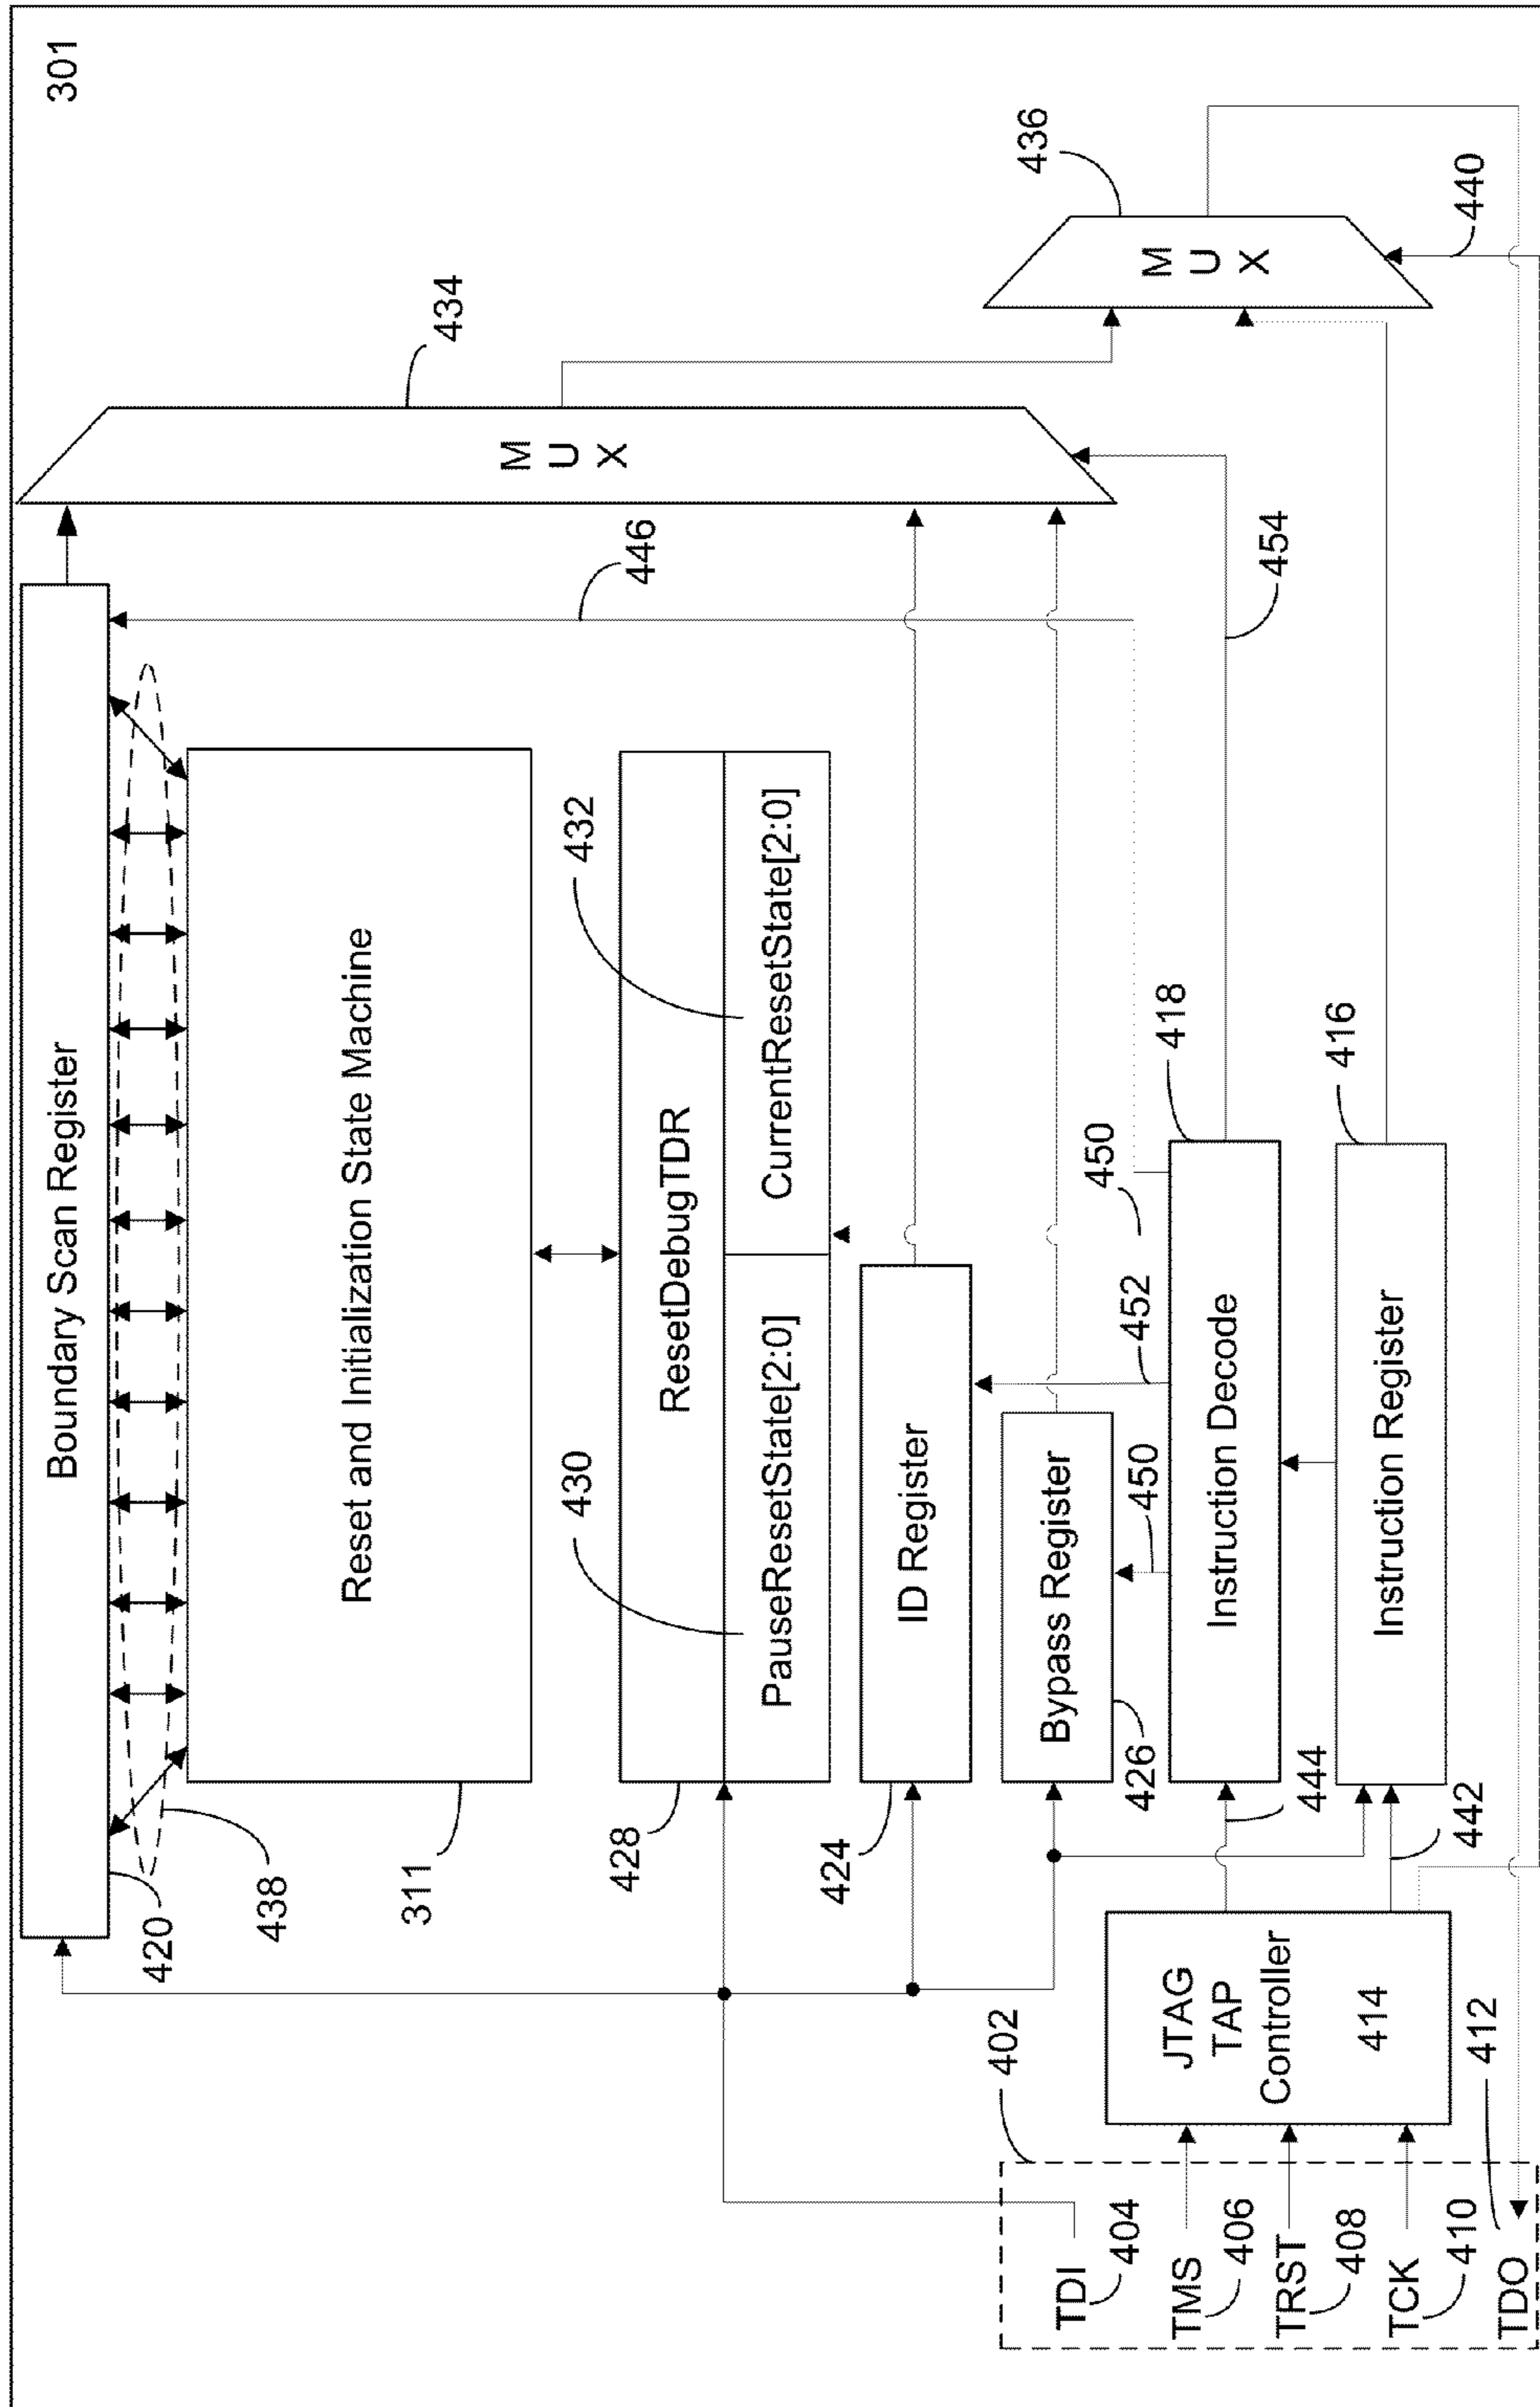 301
Boundary Scan Register
420
438
Reset and Initialization State Machine
311
434
446
ResetDebugTDR
428
430
PauseResetState[2:0]
432
CurrentResetState[2:0]
ID Register
424
452
450
Bypass Register
426
450
Instruction Decode
418
444
454
Instruction Register
416
442
M
U
X
M
U
X
436
440
402
JTAG
TAP
Controller
414
TDI
404
TMS
406
TRST
408
TCK
410
TDO
412